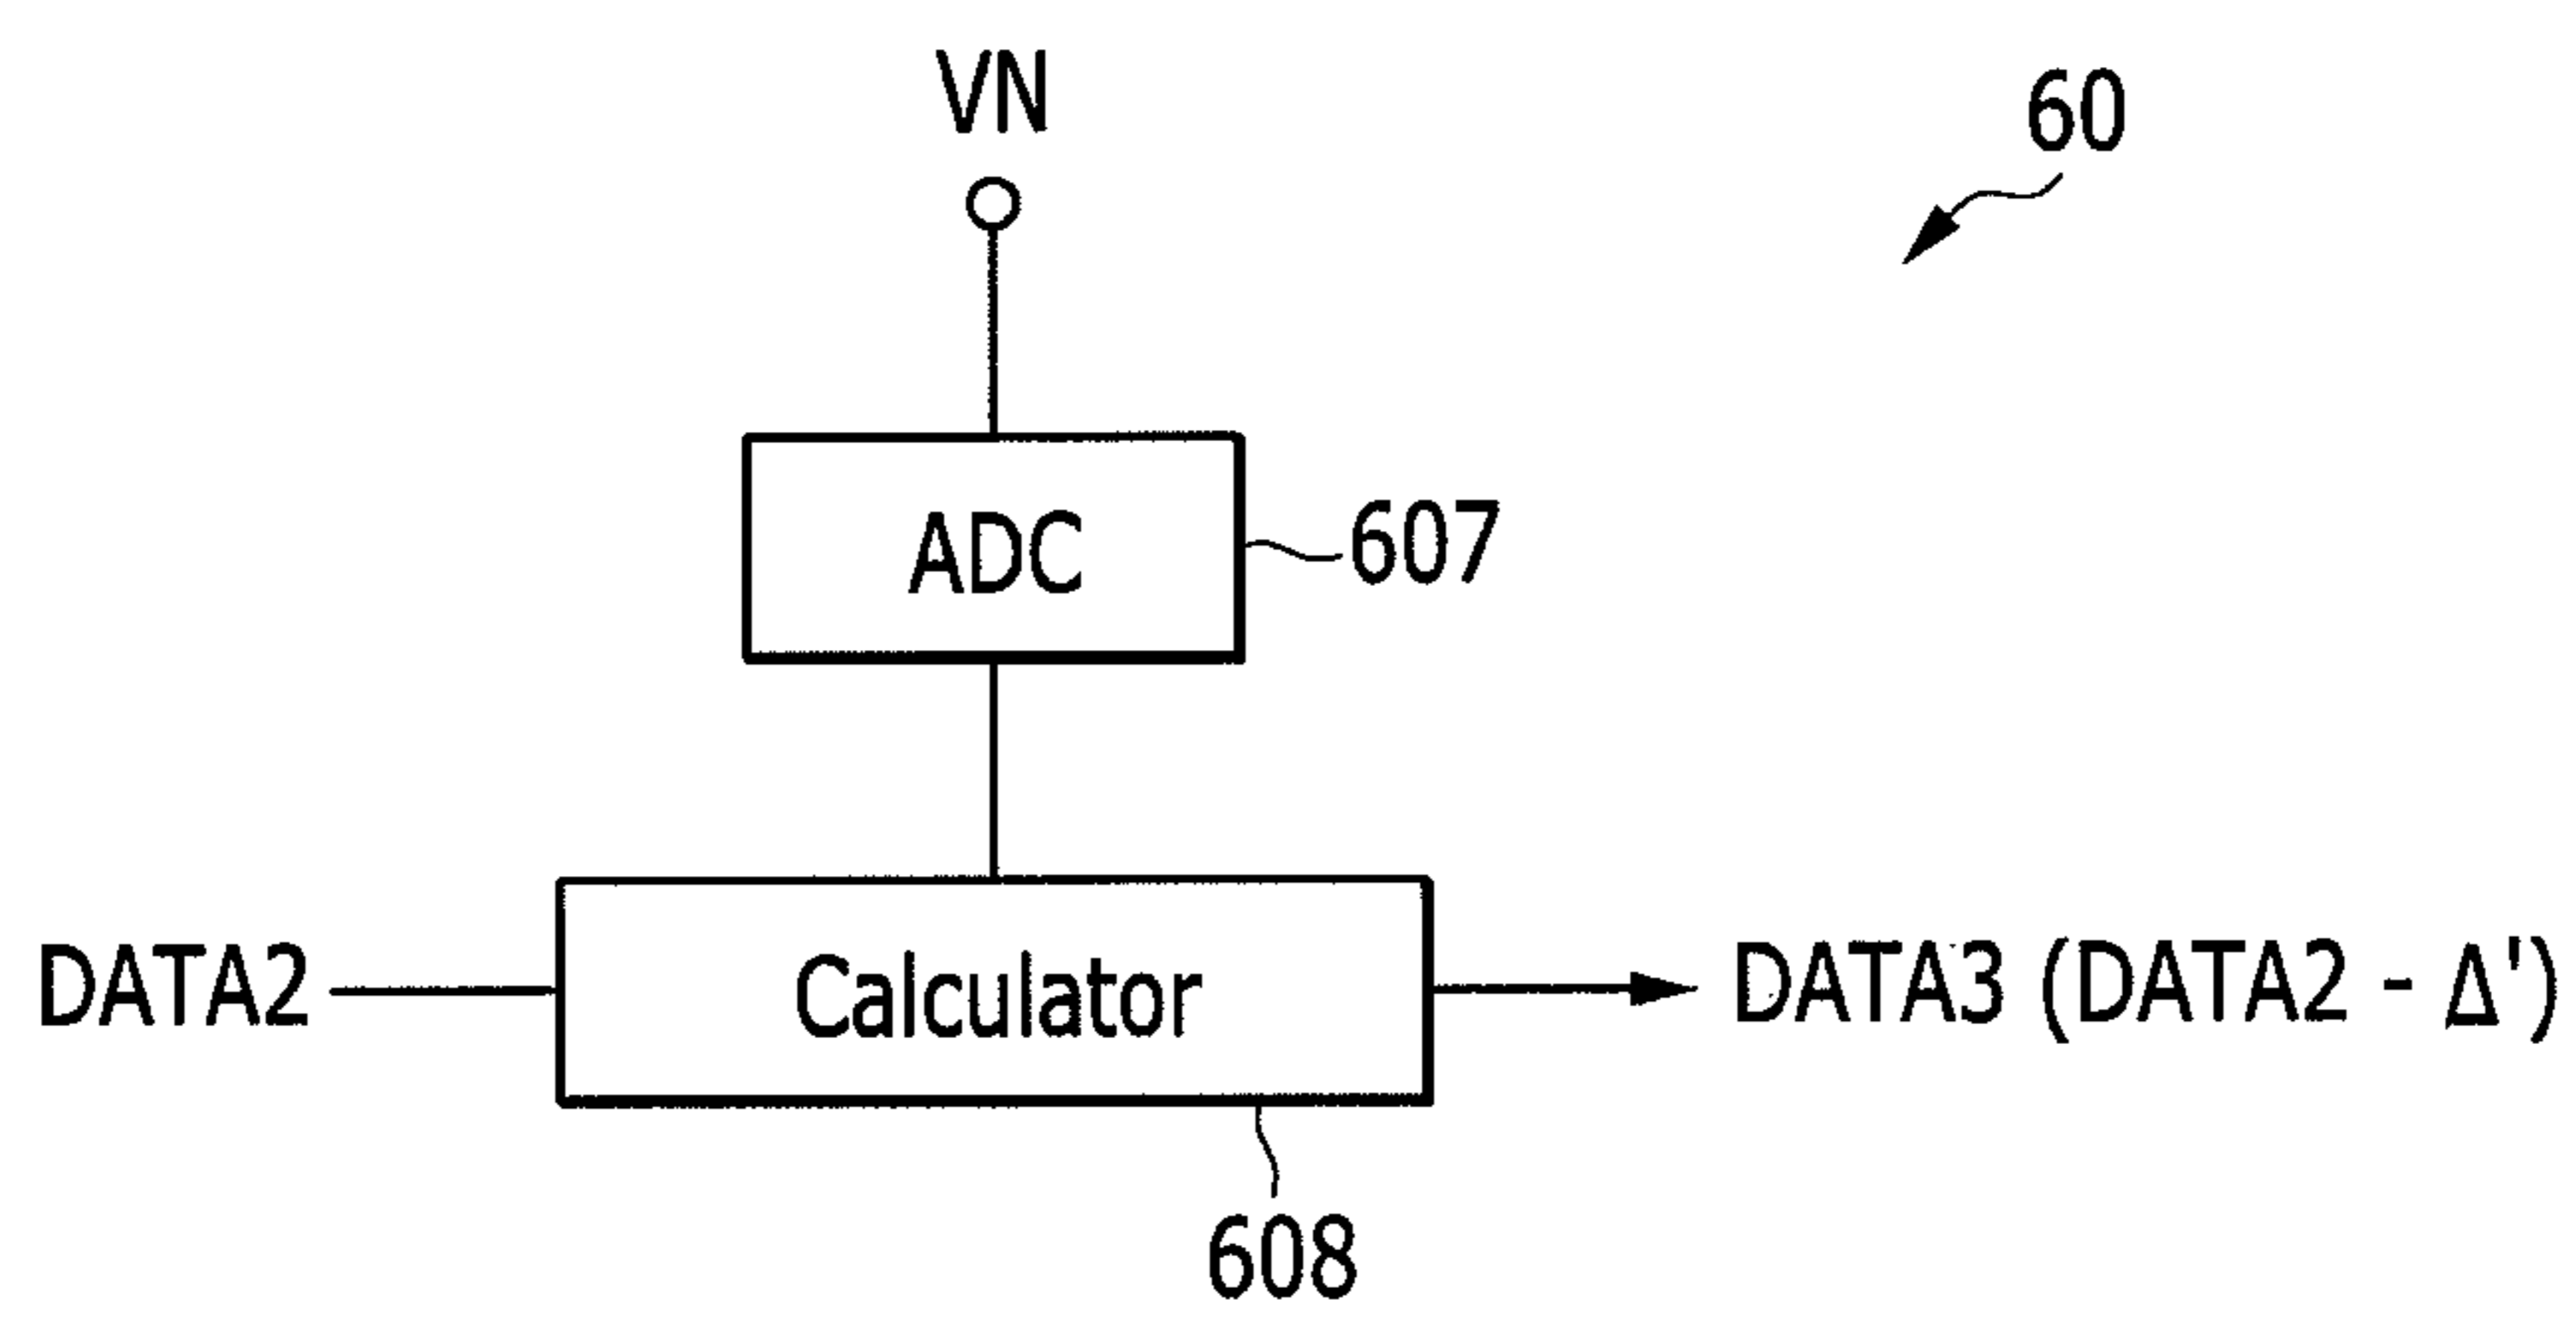 VN
60
ADC
607
DATA2
Calculator
DATA3 (DATA2 - Δ')
608